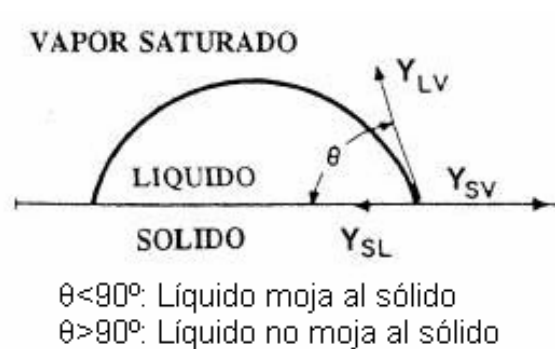 VAPOR SATURADO
Y_LV
θ
LIQUIDO
Y_SV
SOLIDO
Y_SL
θ<90º: Líquido moja al sólido
θ>90º: Líquido no moja al sólido